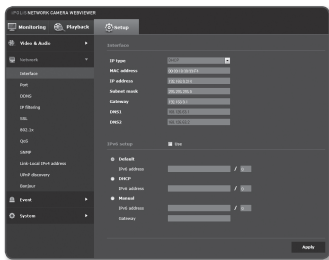 iPOLiS NETWORK CAMERA WEBVIEWER
Monitoring
Playback
Setup
Video & Audio
Network
Interface
Port
DDNS
IP filtering
SSL
802.1x
QoS
SNMP
Link-Local IPv4 address
UPnP discovery
Bonjour
Event
System
Interface
IP type
MAC address
IP address
Subnet mask
Gateway
DNS1
DNS2
IPv6 setup
Use
Default
IPv6 address
/
DHCP
IPv6 address
/
Manual
IPv6 address
/
Gateway
Apply